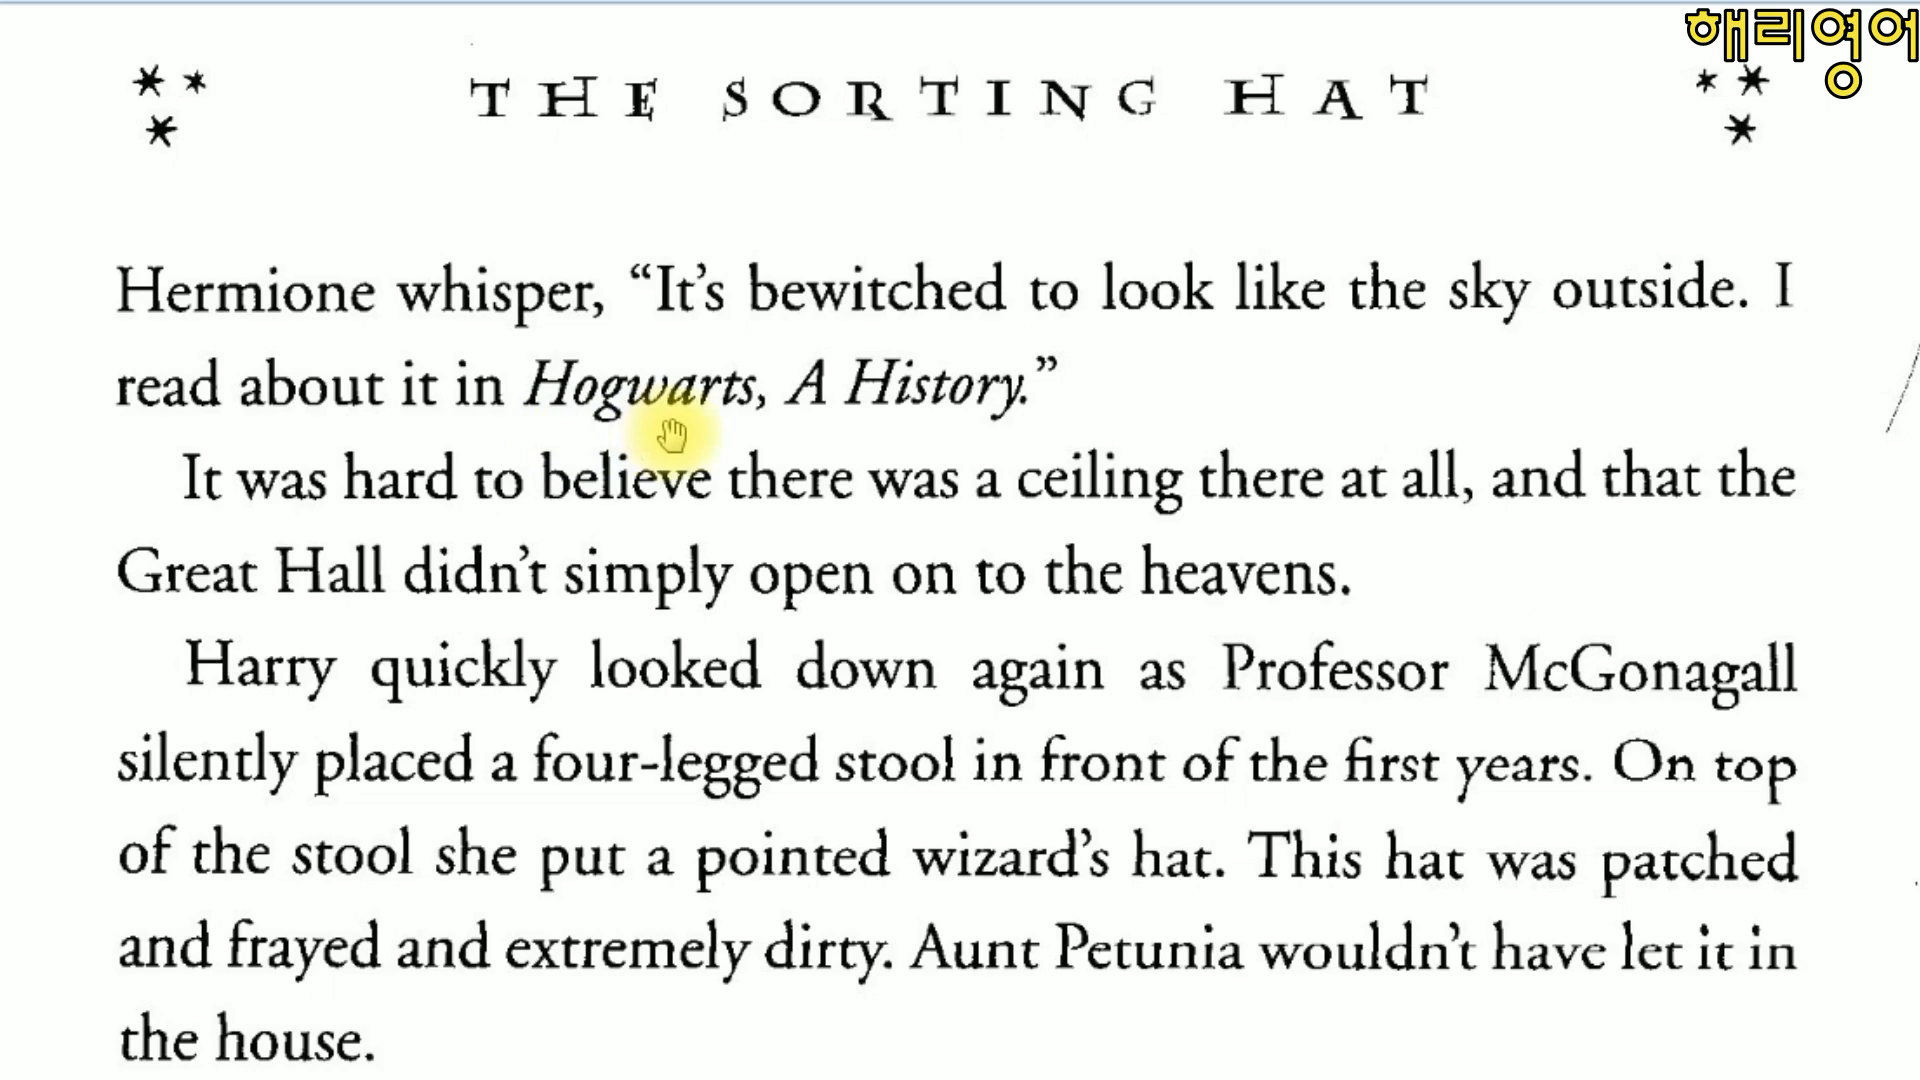 해리영어
THE SORTING HAT
Hermione whisper, “It’s bewitched to look like the sky outside. I
read about it in Hogwarts, A History.”
It was hard to believe there was a ceiling there at all, and that the
Great Hall didn’t simply open on to the heavens.
Harry quickly looked down again as Professor McGonagall
silently placed a four-legged stool in front of the first years. On top
of the stool she put a pointed wizard’s hat. This hat was patched
and frayed and extremely dirty. Aunt Petunia wouldn’t have let it in
the house.